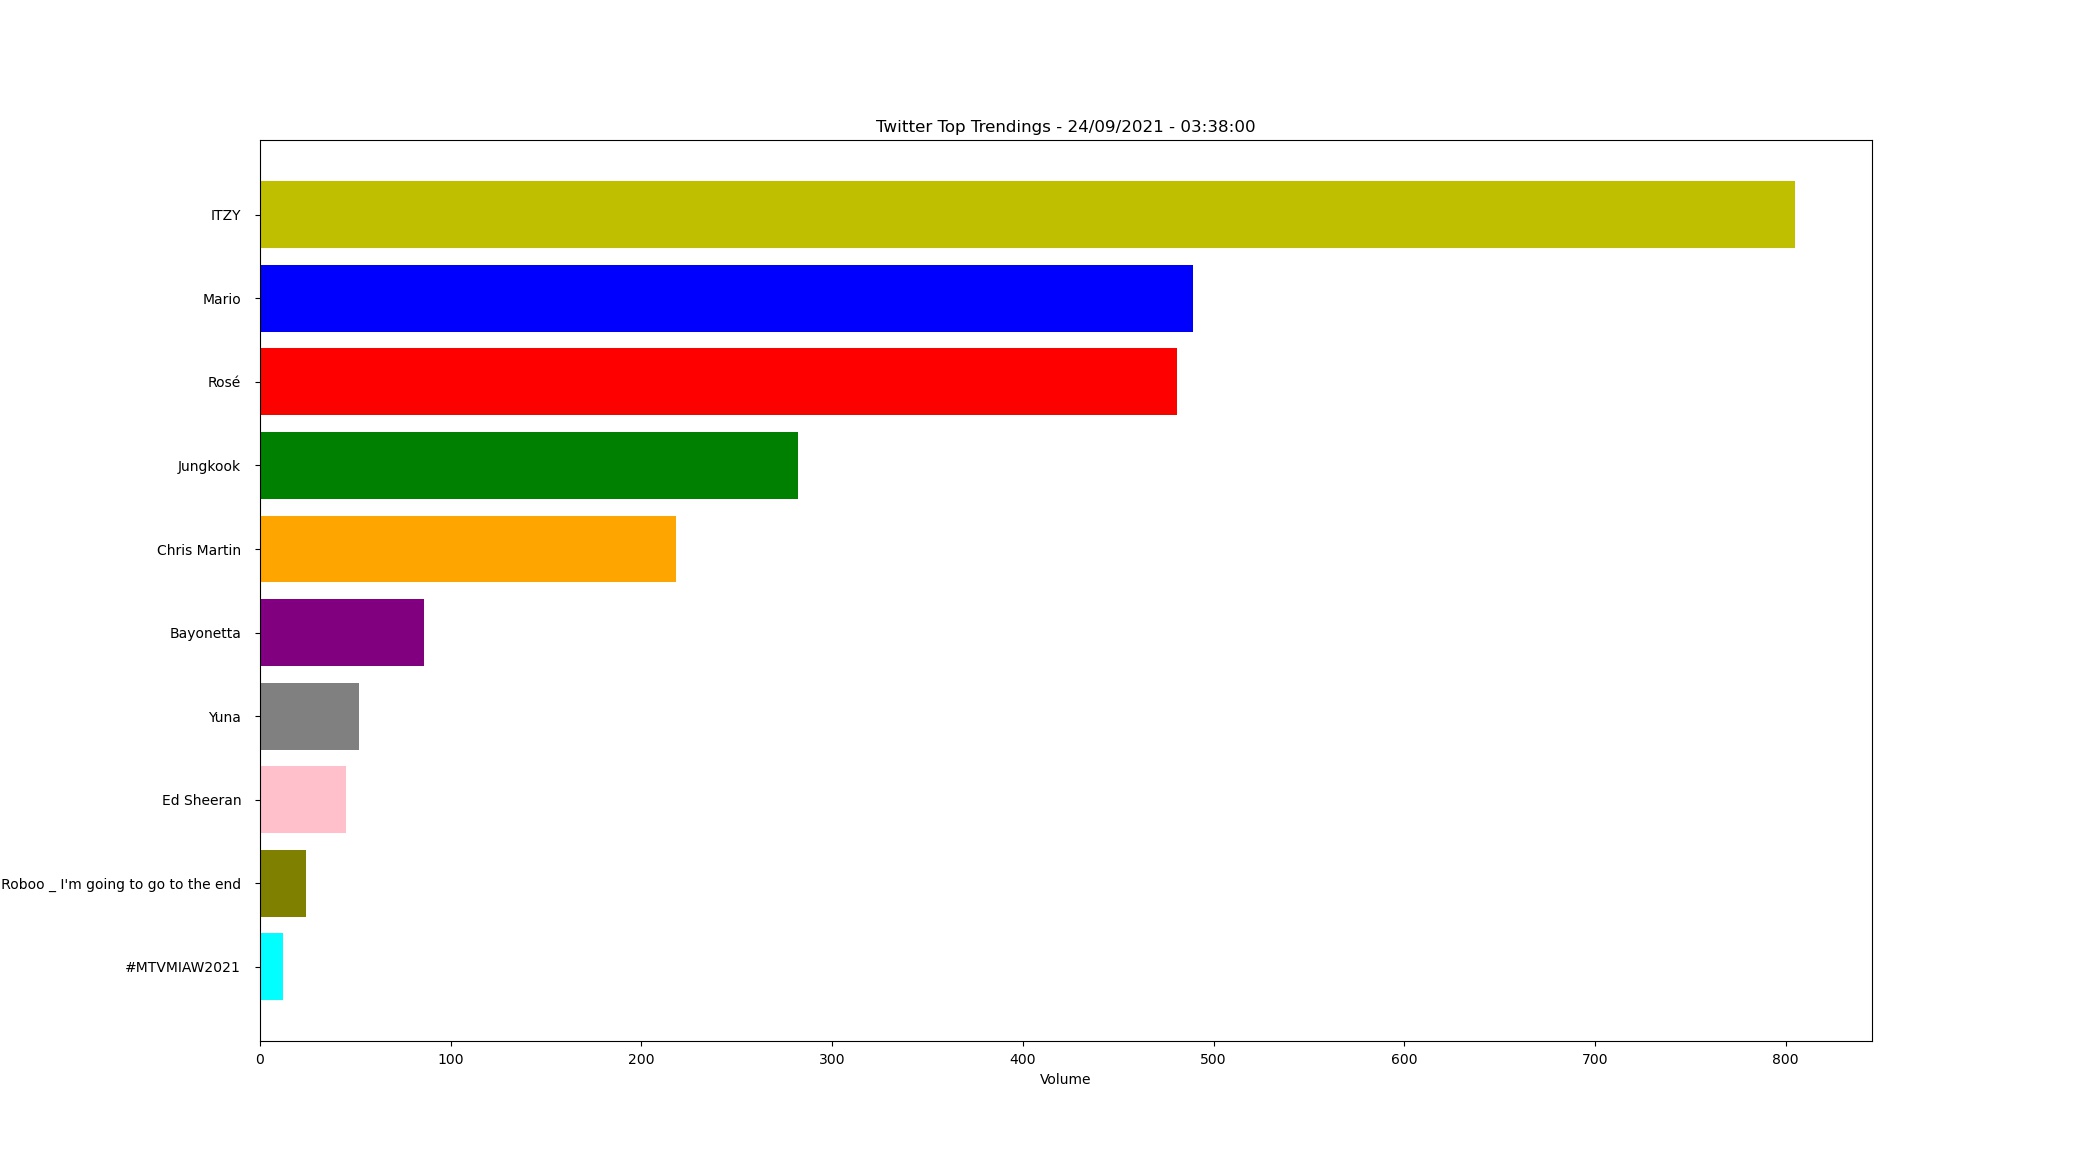 Twitter Top Trendings - 24/09/2021 - 03:38:00
ITZY
Mario
Rosé
Jungkook
Chris Martin
Bayonetta
Yuna
Ed Sheeran
Roboo _ I'm going to go to the end
#MTVMIAW2021
0 100 200 300 400 500 600 700 800
Volume